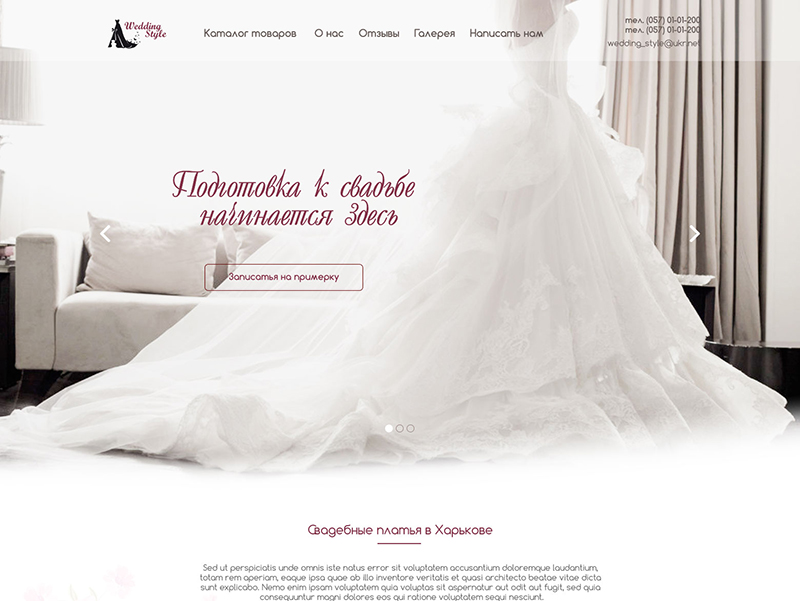 Wedding
Style
Каталог товаров О нас Отзывы Галерея Написать нам
тел. (057) 01-01-200
тел. (057) 01-01-200
wedding_style@ukr.net
Подготовка к свадьбе
начинается здесь
Записаться на примерку
Свадебные платья в Харькове
Sed ut perspiciatis unde omnis iste natus error sit voluptatem accusantium doloremque laudantium,
totam rem aperiam, eaque ipsa quae ab illo inventore veritatis et quasi architecto beatae vitae dicta
sunt explicabo. Nemo enim ipsam voluptatem quia voluptas sit aspernatur aut odit aut fugit, sed quia
consequuntur magni dolores eos qui ratione voluptatem sequi nesciunt.